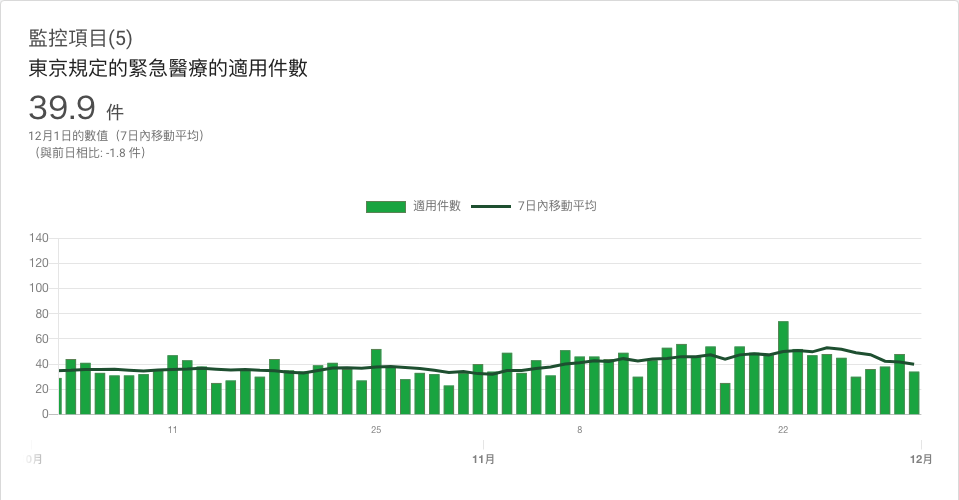 監控項目(5)
東京規定的緊急醫療的適用件數
39.9 件
12月1日的數值（7日內移動平均）
（與前日相比: -1.8 件）
適用件數 7日內移動平均
140
120
100
80
60
40
20
0
11 25 8 22
0月 11月 12月